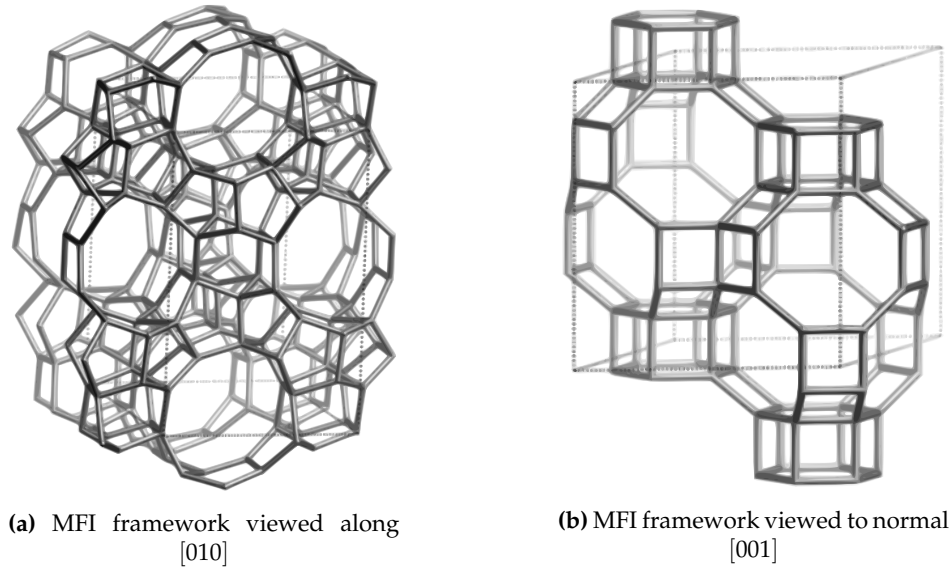 (a) MFI framework viewed along
[010]
(b) MFI framework viewed to normal
[001]